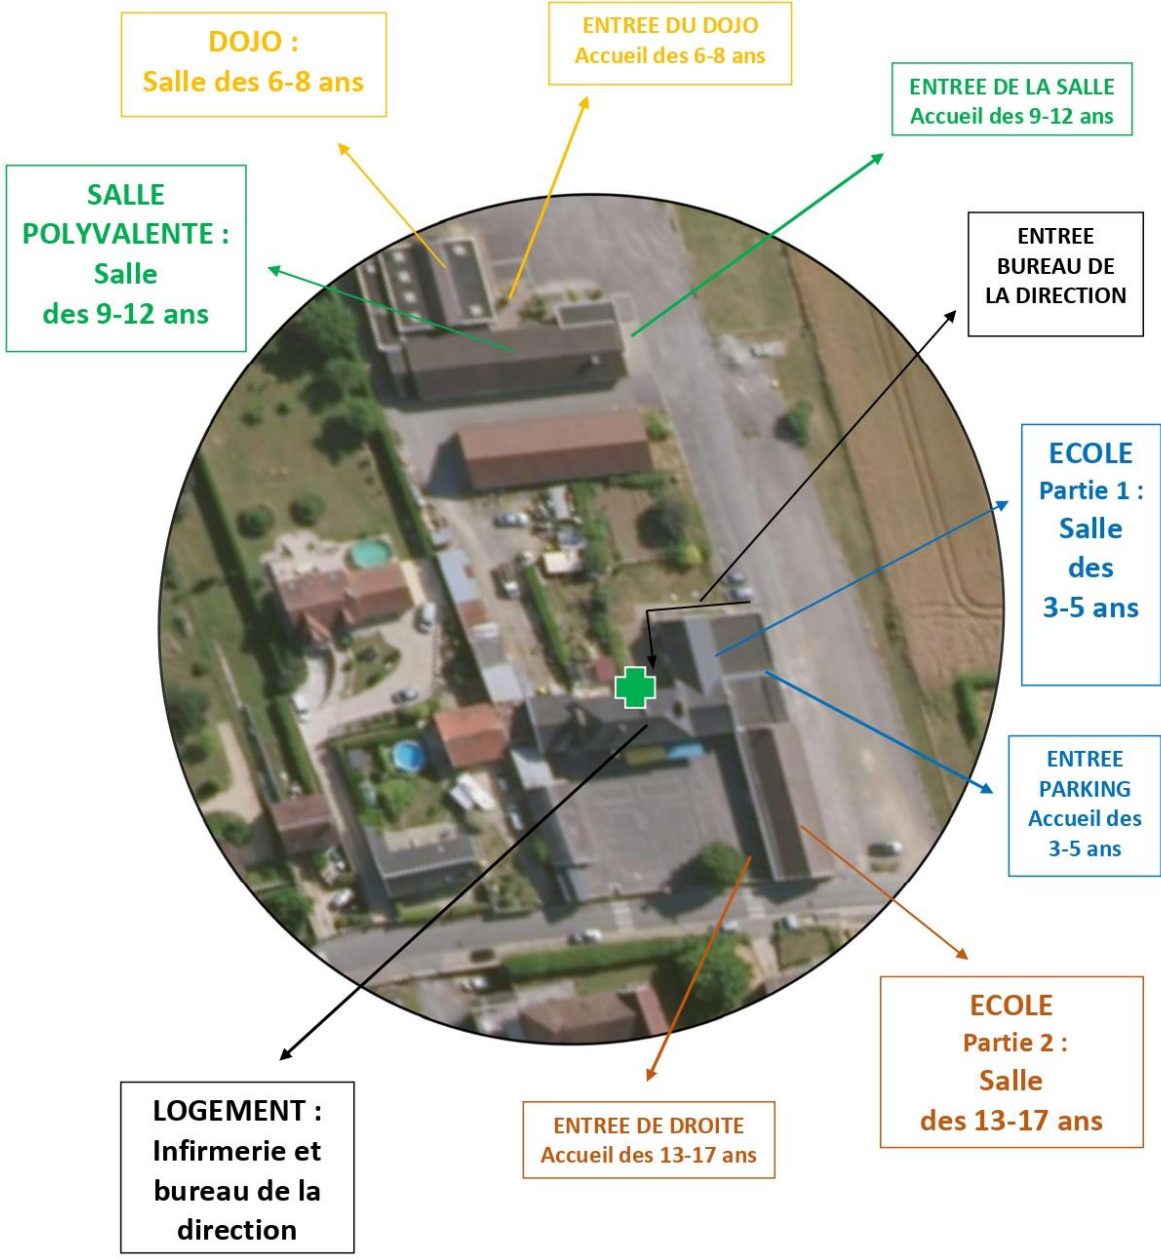 DOJO :
Salle des 6-8 ans
ENTREE DU DOJO
Accueil des 6-8 ans
ENTREE DE LA SALLE
Accueil des 9-12 ans
SALLE
POLYVALENTE :
Salle
des 9-12 ans
ENTREE
BUREAU DE
LA DIRECTION
ECOLE
Partie 1 :
Salle
des
3-5 ans
ENTREE
PARKING
Accueil des
3-5 ans
ECOLE
Partie 2 :
Salle
des 13-17 ans
ENTREE DE DROITE
Accueil des 13-17 ans
LOGEMENT :
Infirmerie et
bureau de la
direction